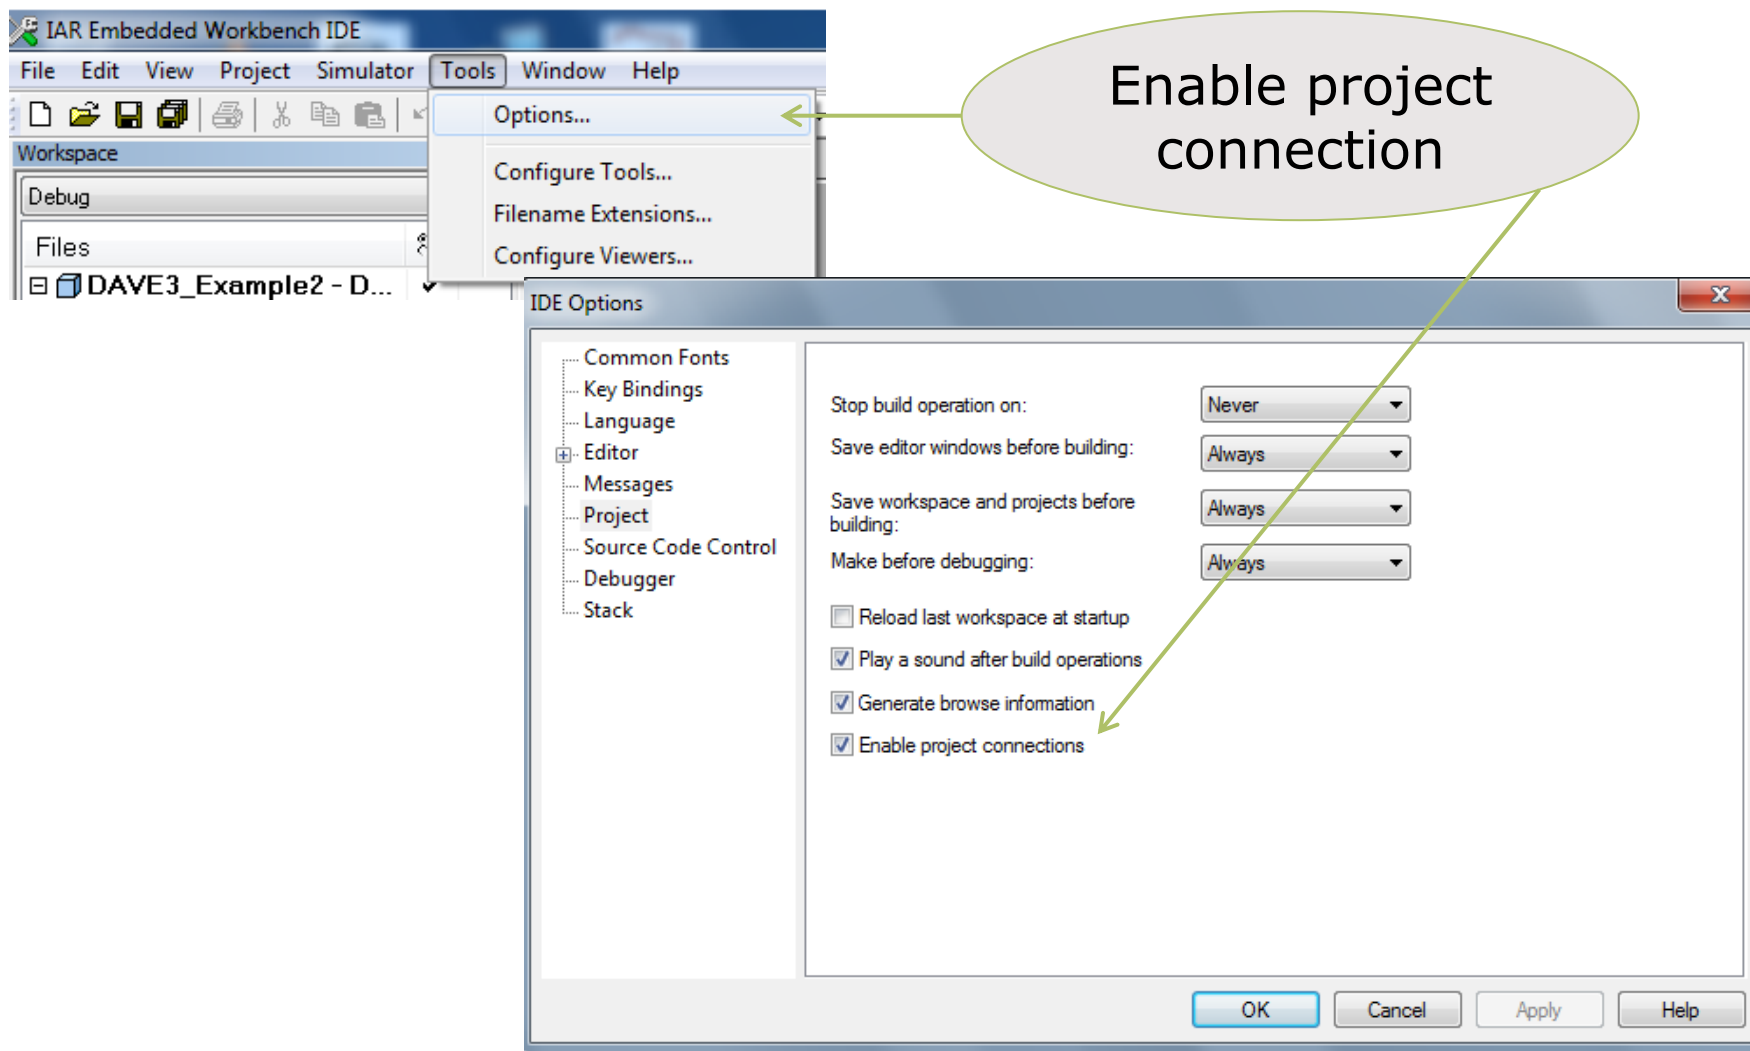 IAR Embedded Workbench IDE
File Edit View Project Simulator Tools Window Help
Options...
Configure Tools...
Filename Extensions...
Configure Viewers...
Workspace
Debug
Files
DAVE3_Example2 - D...
Enable project
connection
IDE Options
Common Fonts
Key Bindings
Language
Editor
Messages
Project
Source Code Control
Debugger
Stack
Stop build operation on: Never
Save editor windows before building: Always
Save workspace and projects before
building: Always
Make before debugging: Always
Reload last workspace at startup
Play a sound after build operations
Generate browse information
Enable project connections
OK Cancel Apply Help